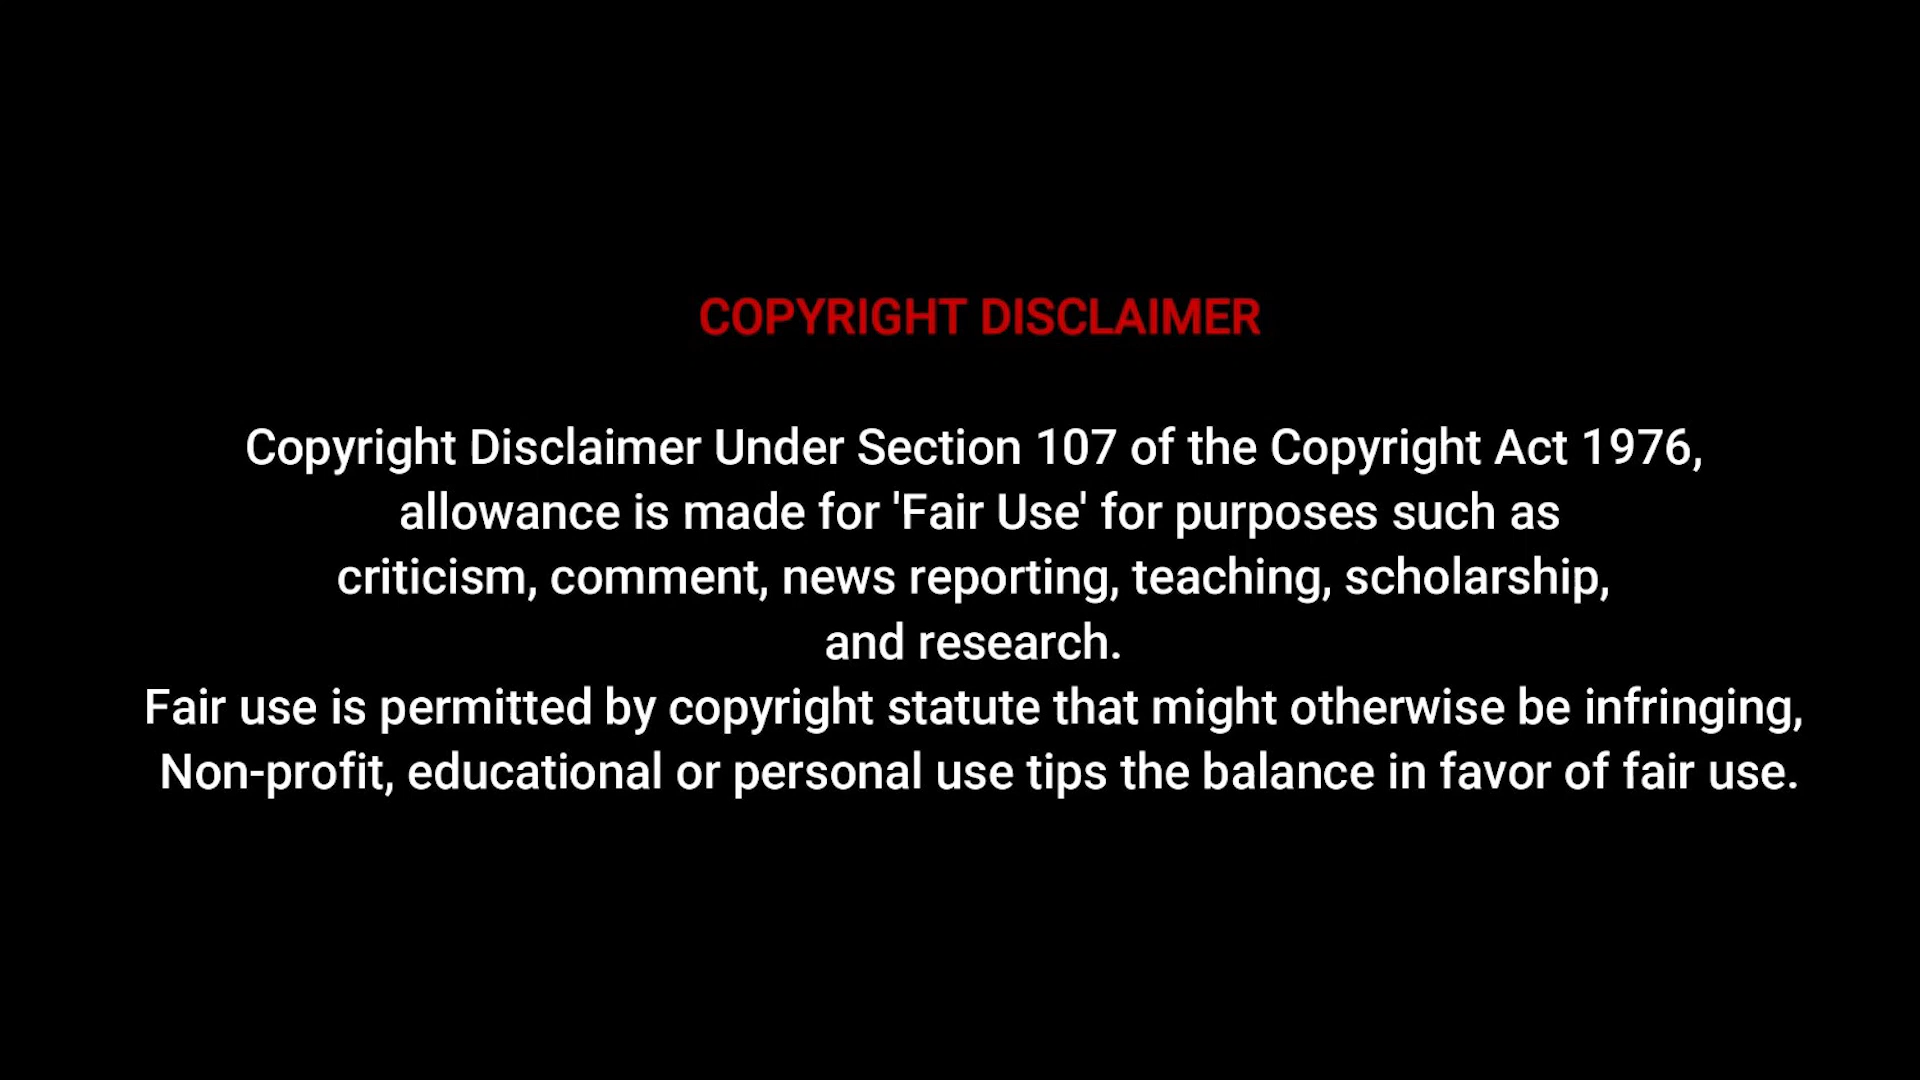 COPYRIGHT DISCLAIMER
Copyright Disclaimer Under Section 107 of the Copyright Act 1976,
allowance is made for 'Fair Use' for purposes such as
criticism, comment, news reporting, teaching, scholarship,
and research.
Fair use is permitted by copyright statute that might otherwise be infringing,
Non-profit, educational or personal use tips the balance in favor of fair use.